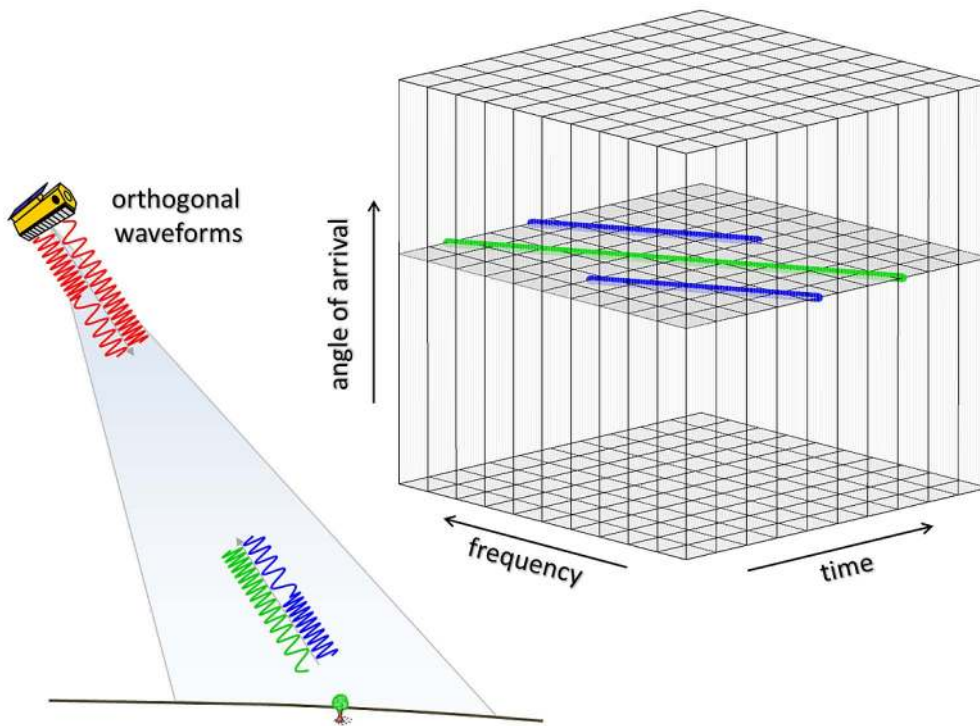 orthogonal
waveforms
angle of arrival
frequency
time